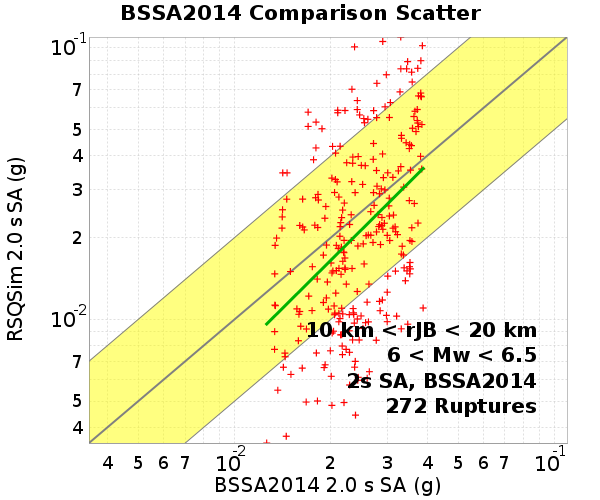 BSSA2014 Comparison Scatter
10⁻¹
7
5
4
3
2
10⁻²
7
5
4
RSQSim 2.0 s SA (g)
10 km < rJB < 20 km
6 < Mw < 6.5
2s SA, BSSA2014
272 Ruptures
4 5 6 7 10⁻² 2 3 4 5 6 7 10⁻¹
BSSA2014 2.0 s SA (g)